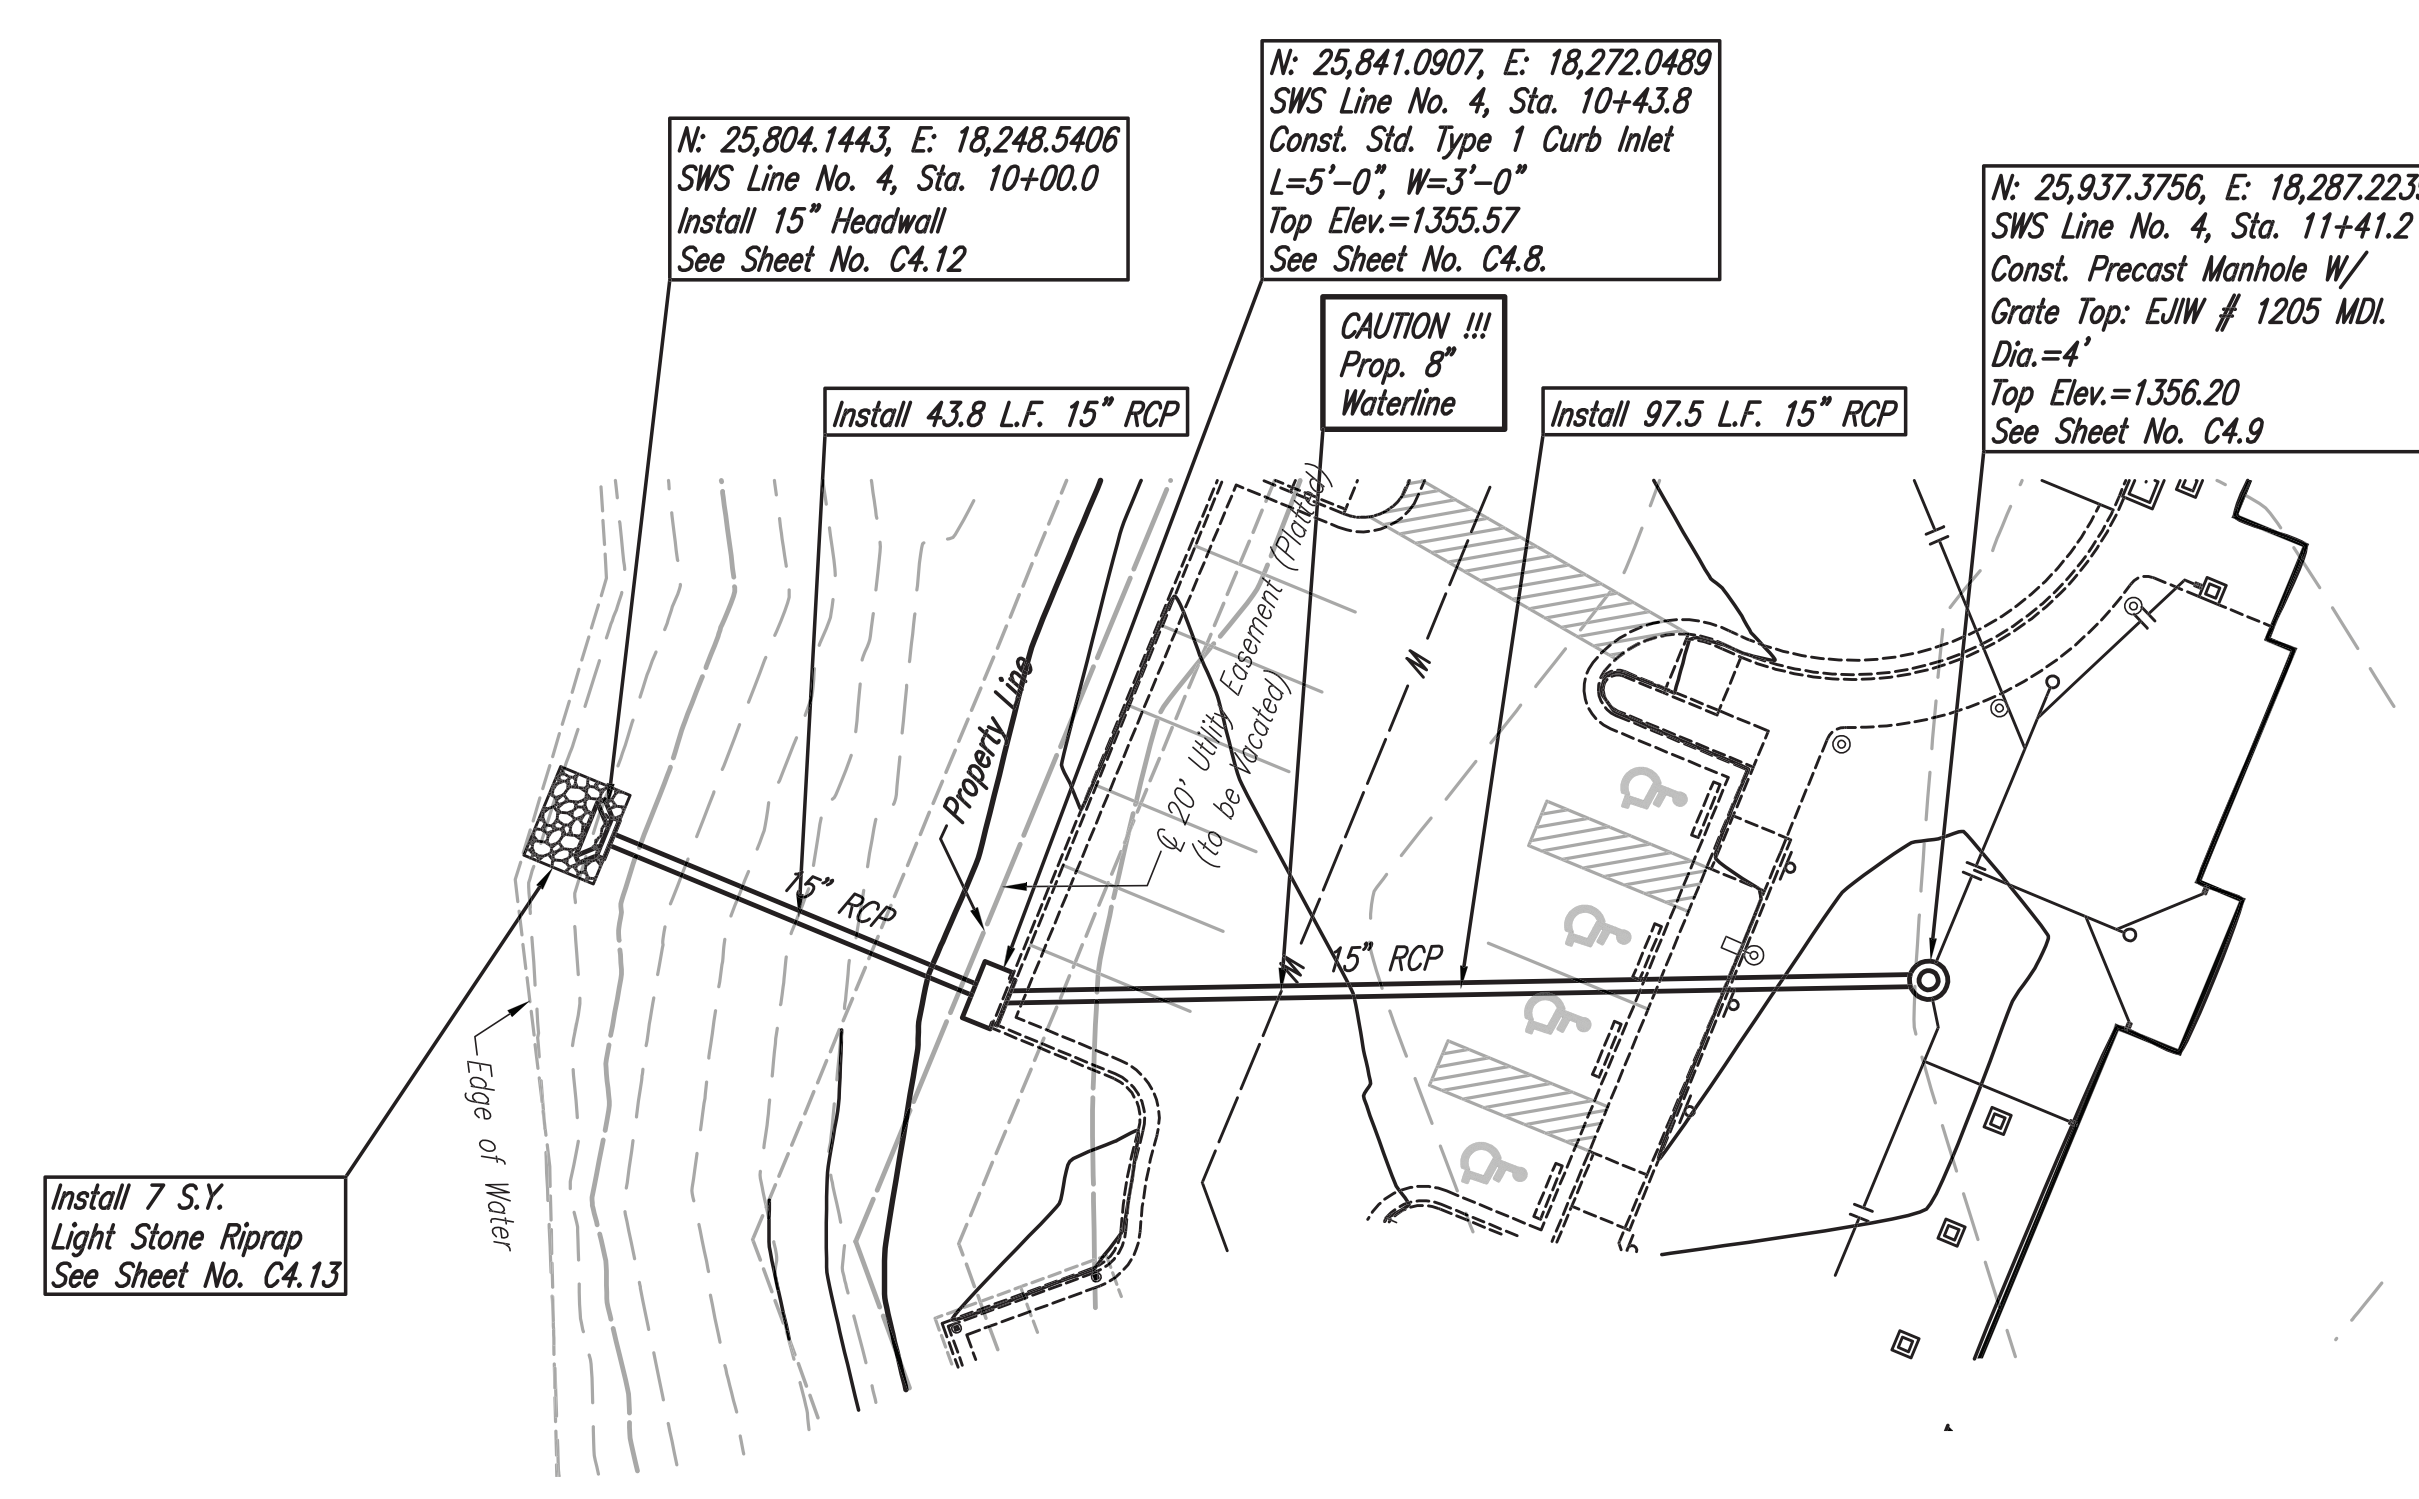 N: 25,841.0907, E: 18,272.0489
SWS Line No. 4, Sta. 10+43.8
Const. Std. Type 1 Curb Inlet
L=5'-0", W=3'-0"
Top Elev.=1355.57
See Sheet No. C4.8.
N: 25,804.1443, E: 18,248.5406
SWS Line No. 4, Sta. 10+00.0
Install 15" Headwall
See Sheet No. C4.12
N: 25,937.3756, E:
SWS Line No. 4, Sta. 11+41.2
Const. Precast Manhole W/
Grate Top: EJIW # 1205 MDI.
Dia.=4'
Top Elev.=1356.20
See Sheet No. C4.9
CAUTION !!!
Prop. 8"
Waterline
Install 43.8 L.F. 15" RCP
Install 97.5 L.F. 15" RCP
Property Line
℄ 20' Utility Easement (Platted)
(to be Vacated)
W
W
15" RCP
15" RCP
Edge of Water
Install 7 S.Y.
Light Stone Riprap
See Sheet No. C4.13